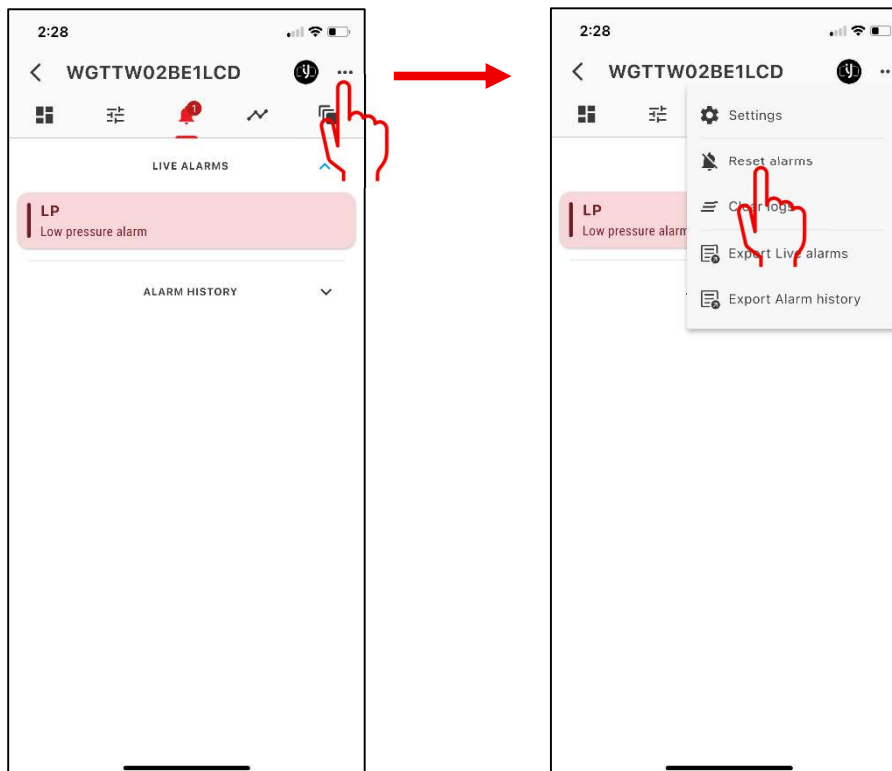 2:28
WGTTW02BE1LCD
1
LIVE ALARMS
LP
Low pressure alarm
ALARM HISTORY
2:28
WGTTW02BE1LCD
Settings
Reset alarms
Clear logs
LP
Low pressure alarm
Export Live alarms
Export Alarm history